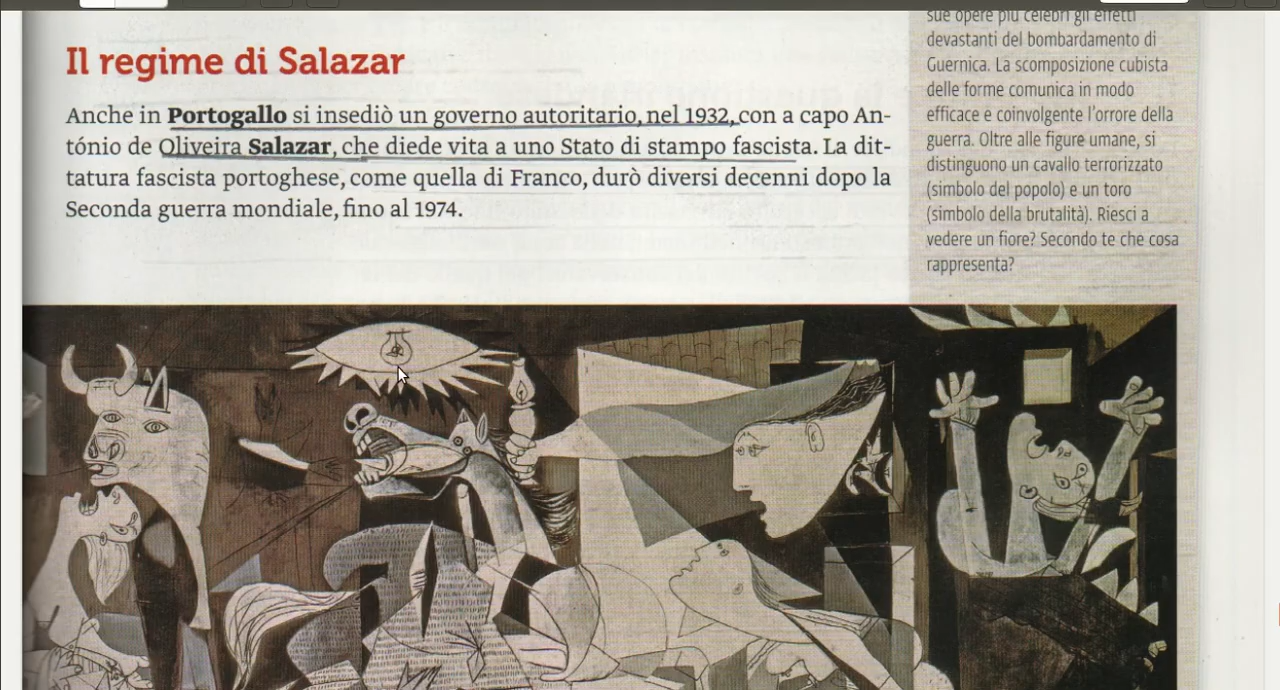 Il regime di Salazar
Anche in Portogallo si insediò un governo autoritario, nel 1932, con a capo An-
tónio de Oliveira Salazar, che diede vita a uno Stato di stampo fascista. La dit-
tatura fascista portoghese, come quella di Franco, durò diversi decenni dopo la
Seconda guerra mondiale, fino al 1974.
sue opere più celebri gli effetti
devastanti del bombardamento di
Guernica. La scomposizione cubista
delle forme comunica in modo
efficace e coinvolgente l'orrore della
guerra. Oltre alle figure umane, si
distinguono un cavallo terrorizzato
(simbolo del popolo) e un toro
(simbolo della brutalità). Riesci a
vedere un fiore? Secondo te che cosa
rappresenta?